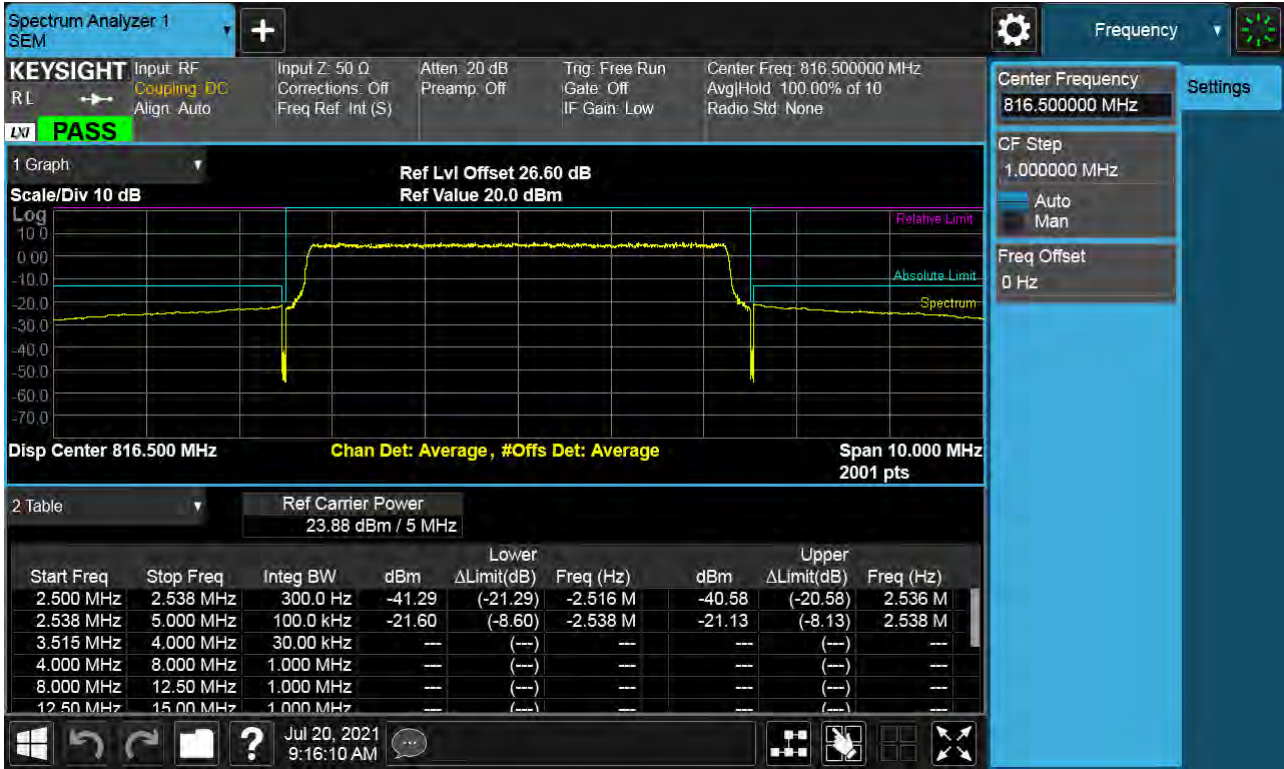 Spectrum Analyzer 1
SEM
+
Frequency
KEYSIGHT
Input: RF
Input Z: 50 Ω
Atten: 20 dB
Trig: Free Run
Center Freq: 816.500000 MHz
RL
Coupling: DC
Corrections: Off
Preamp: Off
Gate: Off
Avg|Hold: 100.00% of 10
Align: Auto
Freq Ref: Int (S)
IF Gain: Low
Radio Std: None
LXI PASS
Center Frequency
816.500000 MHz
Settings
CF Step
1.000000 MHz
Auto
Man
Freq Offset
0 Hz
1 Graph
Ref Lvl Offset 26.60 dB
Scale/Div 10 dB
Ref Value 20.0 dBm
Log
10.0
0.00
-10.0
-20.0
-30.0
-40.0
-50.0
-60.0
-70.0
Relative Limit
Absolute Limit
Spectrum
Disp Center 816.500 MHz
Chan Det: Average, #Offs Det: Average
Span 10.000 MHz
2001 pts
2 Table
Ref Carrier Power
23.88 dBm / 5 MHz
Lower Upper
Start Freq Stop Freq Integ BW dBm ΔLimit(dB) Freq (Hz) dBm ΔLimit(dB) Freq (Hz)
2.500 MHz 2.538 MHz 300.0 Hz -41.29 (-21.29) -2.516 M -40.58 (-20.58) 2.536 M
2.538 MHz 5.000 MHz 100.0 kHz -21.60 (-8.60) -2.538 M -21.13 (-8.13) 2.538 M
3.515 MHz 4.000 MHz 30.00 kHz --- (---) --- --- (---) ---
4.000 MHz 8.000 MHz 1.000 MHz --- (---) --- --- (---) ---
8.000 MHz 12.50 MHz 1.000 MHz --- (---) --- --- (---) ---
12.50 MHz 15.00 MHz 1.000 MHz --- (---) --- --- (---) ---
?
Jul 20, 2021
9:16:10 AM